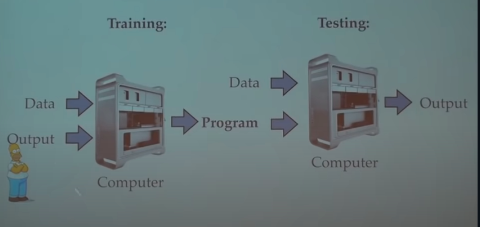 Training:
Testing:
Data
Output
Computer
Program
Data
Computer
Output